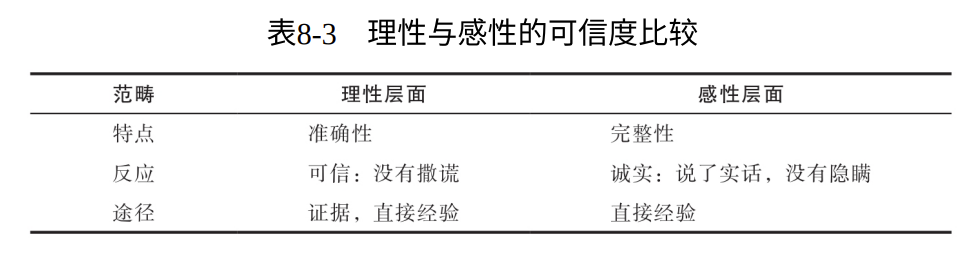 表8-3 理性与感性的可信度比较
范畴 理性层面 感性层面
特点 准确性 完整性
反应 可信：没有撒谎 诚实：说了实话，没有隐瞒
途径 证据，直接经验 直接经验